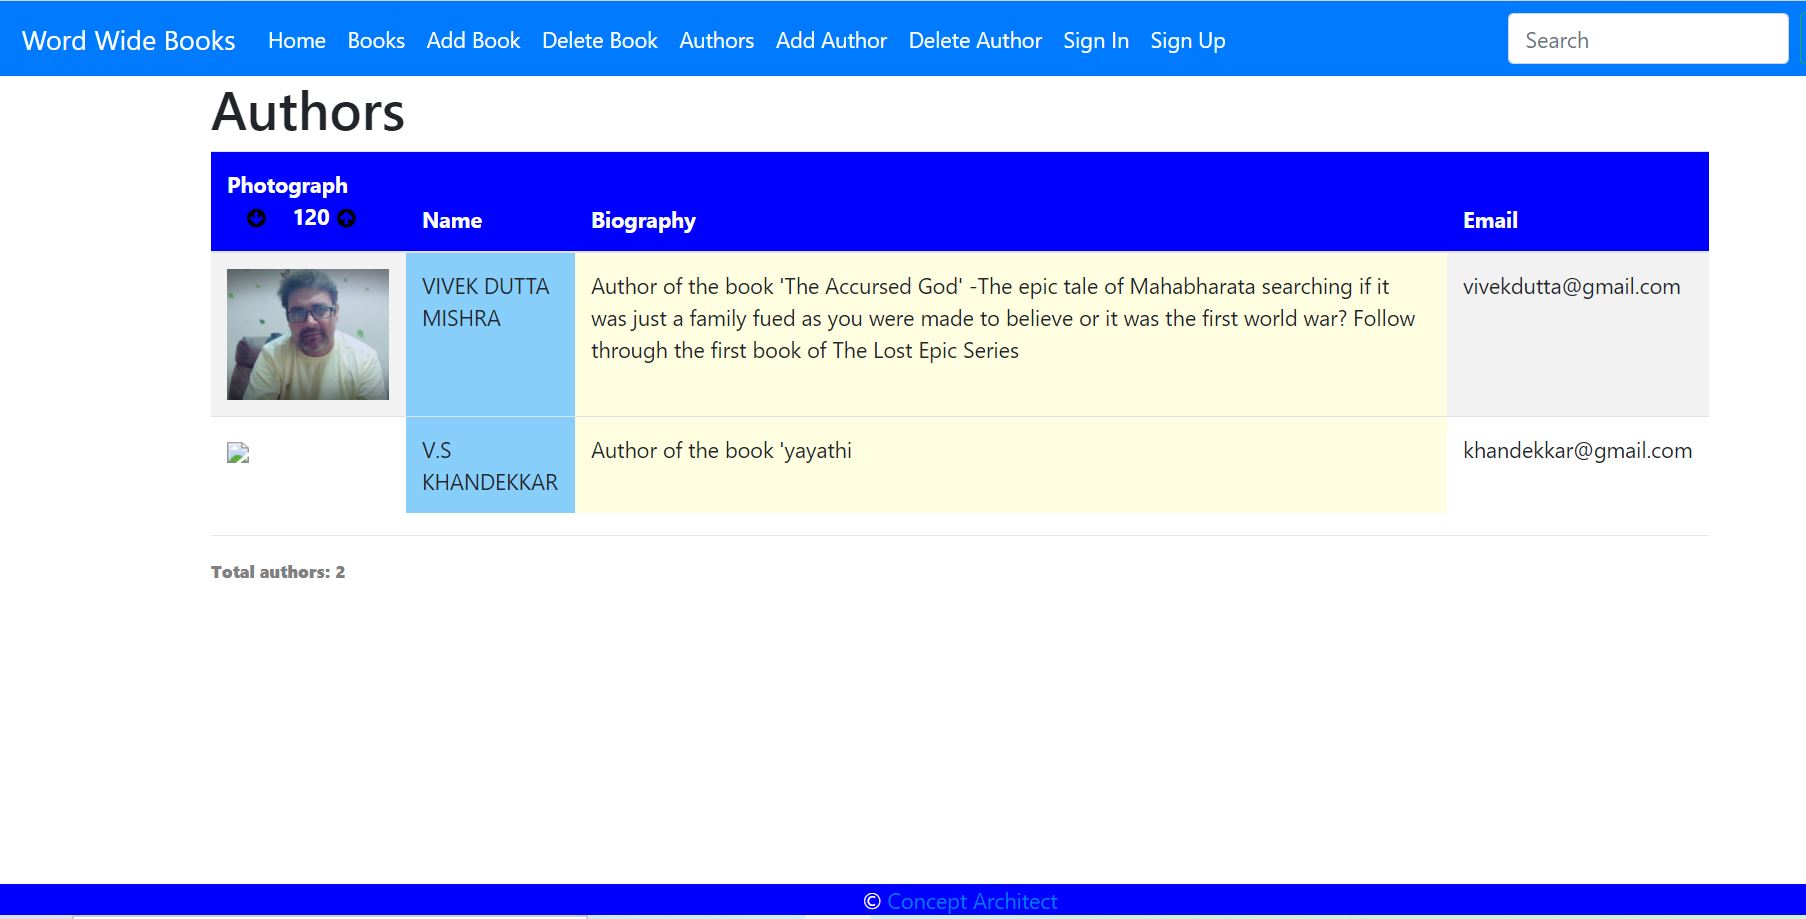 Word Wide Books Home Books Add Book Delete Book Authors Add Author Delete Author Sign In Sign Up Search
Authors
Photograph
120 Name Biography Email
VIVEK DUTTA Author of the book 'The Accursed God' -The epic tale of Mahabharata searching if it vivekdutta@gmail.com
MISHRA was just a family fued as you were made to believe or it was the first world war? Follow
through the first book of The Lost Epic Series
V.S Author of the book 'yayathi khandekkar@gmail.com
KHANDEKKAR
Total authors: 2
© Concept Architect